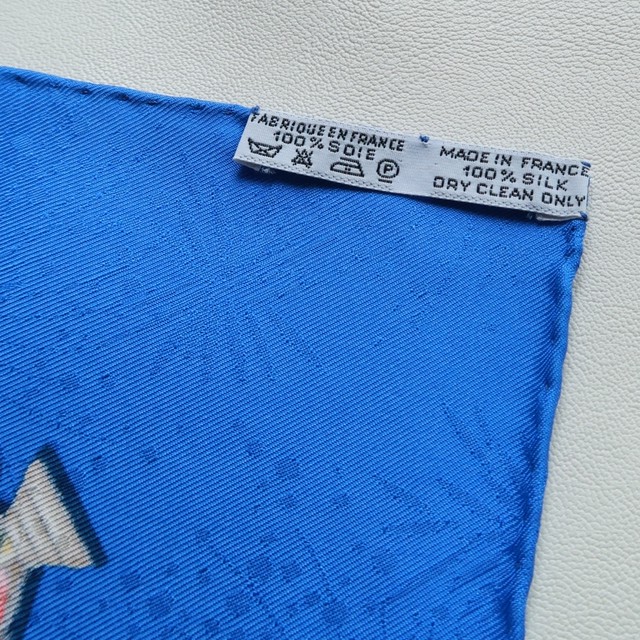 FABRIQUE EN FRANCE
100% SOIE
P
MADE IN FRANCE
100% SILK
DRY CLEAN ONLY